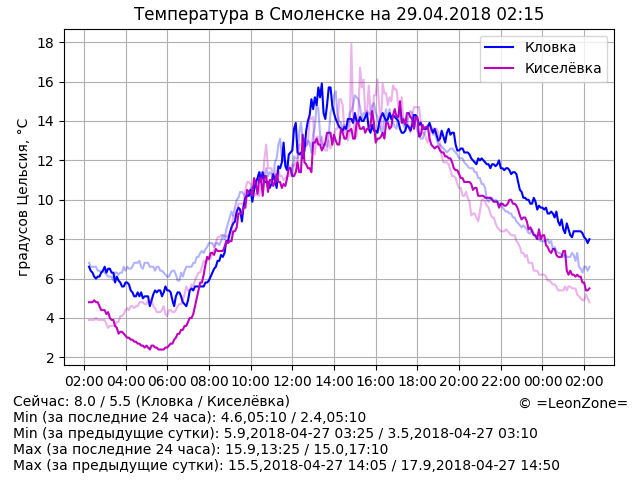 Температура в Смоленске на 29.04.2018 02:15
Кловка
Киселёвка
градусов Цельсия, °C
18
16
14
12
10
8
6
4
2
02:00 04:00 06:00 08:00 10:00 12:00 14:00 16:00 18:00 20:00 22:00 00:00 02:00
Сейчас: 8.0 / 5.5 (Кловка / Киселёвка)
© =LeonZone=
Min (за последние 24 часа): 4.6,05:10 / 2.4,05:10
Min (за предыдущие сутки): 5.9,2018-04-27 03:25 / 3.5,2018-04-27 03:10
Max (за последние 24 часа): 15.9,13:25 / 15.0,17:10
Max (за предыдущие сутки): 15.5,2018-04-27 14:05 / 17.9,2018-04-27 14:50